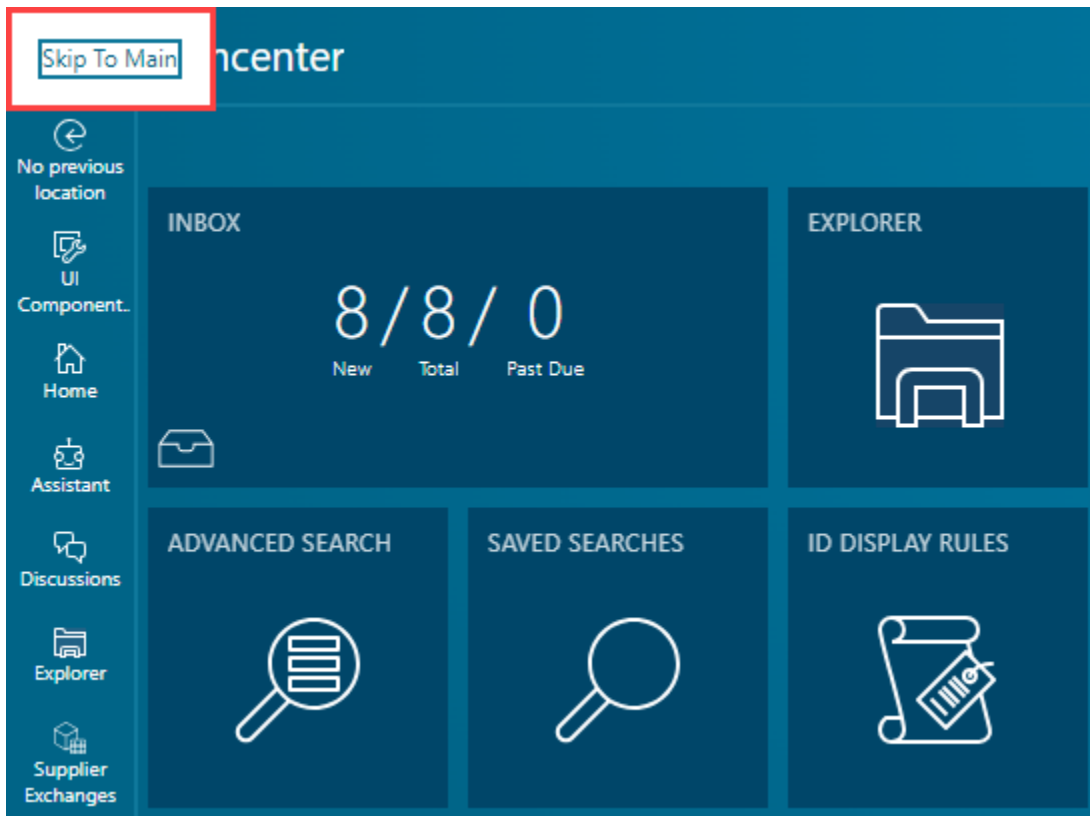 Skip To Main
ncenter
No previous
location
UI
Component..
Home
Assistant
Discussions
Explorer
Supplier
Exchanges
INBOX
8 / 8 / 0
New Total Past Due
EXPLORER
ADVANCED SEARCH
SAVED SEARCHES
ID DISPLAY RULES